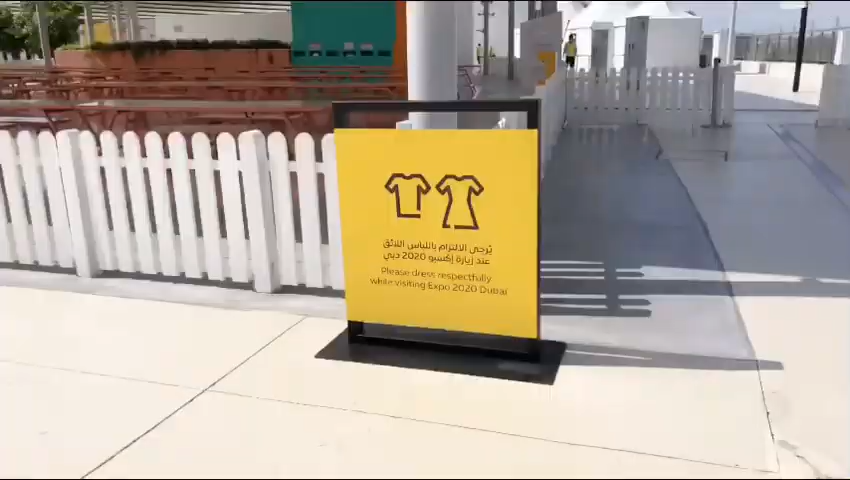 يُرجى الالتزام باللباس اللائق
عند زيارة إكسبو 2020 دبي
Please dress respectfully
while visiting Expo 2020 Dubai